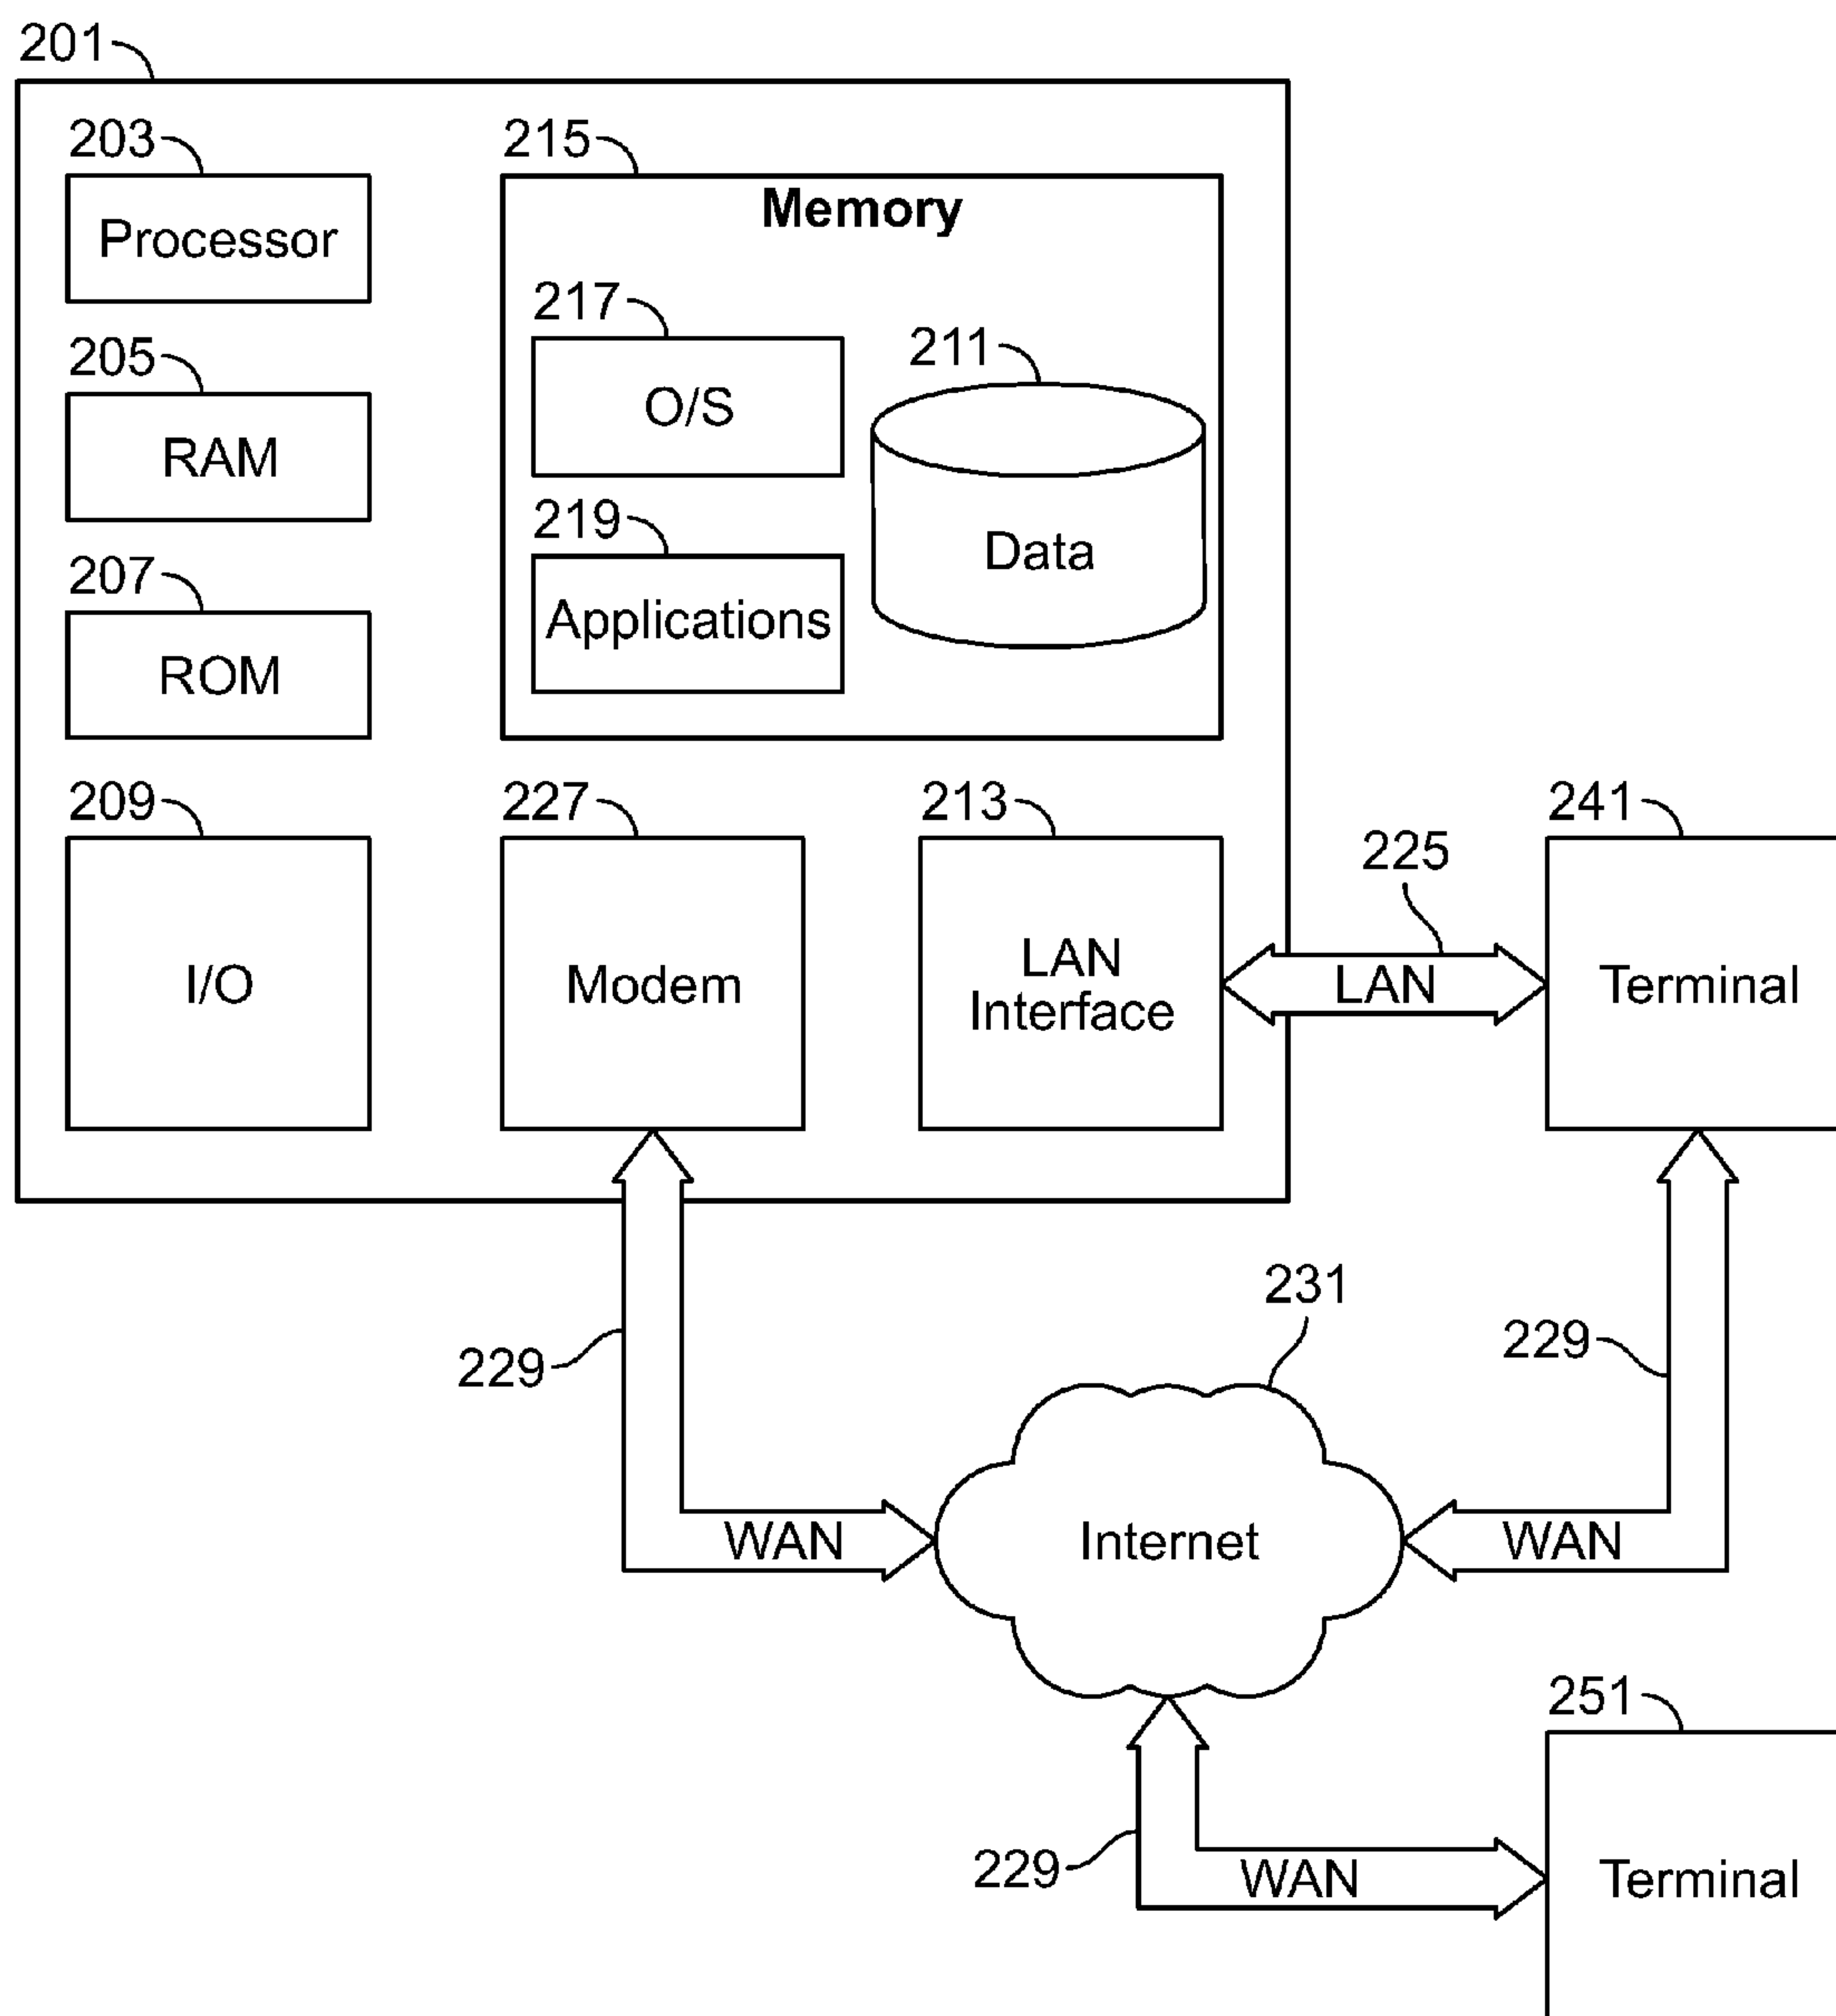 201
203
Processor
205
RAM
207
ROM
215
Memory
217
O/S
211
Data
219
Applications
209
I/O
227
Modem
213
LAN
Interface
225
LAN
241
Terminal
229
WAN
231
Internet
229
WAN
229
WAN
251
Terminal